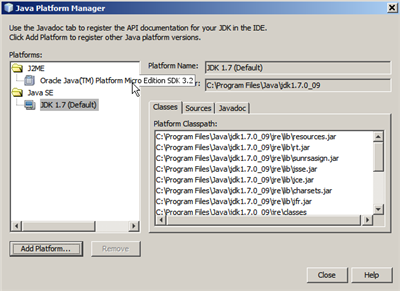 Java Platform Manager
Use the Javadoc tab to register the API documentation for your JDK in the IDE.
Click Add Platform to register other Java platform versions.
Platforms:
J2ME
Oracle Java(TM) Platform Micro Edition SDK 3.2
Java SE
JDK 1.7 (Default)
Platform Name:
JDK 1.7 (Default)
r:
C:\Program Files\Java\jdk1.7.0_09
Classes
Sources
Javadoc
Platform Classpath:
C:\Program Files\Java\jdk1.7.0_09\jre\lib\resources.jar
C:\Program Files\Java\jdk1.7.0_09\jre\lib\rt.jar
C:\Program Files\Java\jdk1.7.0_09\jre\lib\sunrsasign.jar
C:\Program Files\Java\jdk1.7.0_09\jre\lib\jsse.jar
C:\Program Files\Java\jdk1.7.0_09\jre\lib\jce.jar
C:\Program Files\Java\jdk1.7.0_09\jre\lib\charsets.jar
C:\Program Files\Java\jdk1.7.0_09\jre\lib\jfr.jar
C:\Program Files\Java\jdk1.7.0_09\jre\classes
Add Platform...
Remove
Close
Help